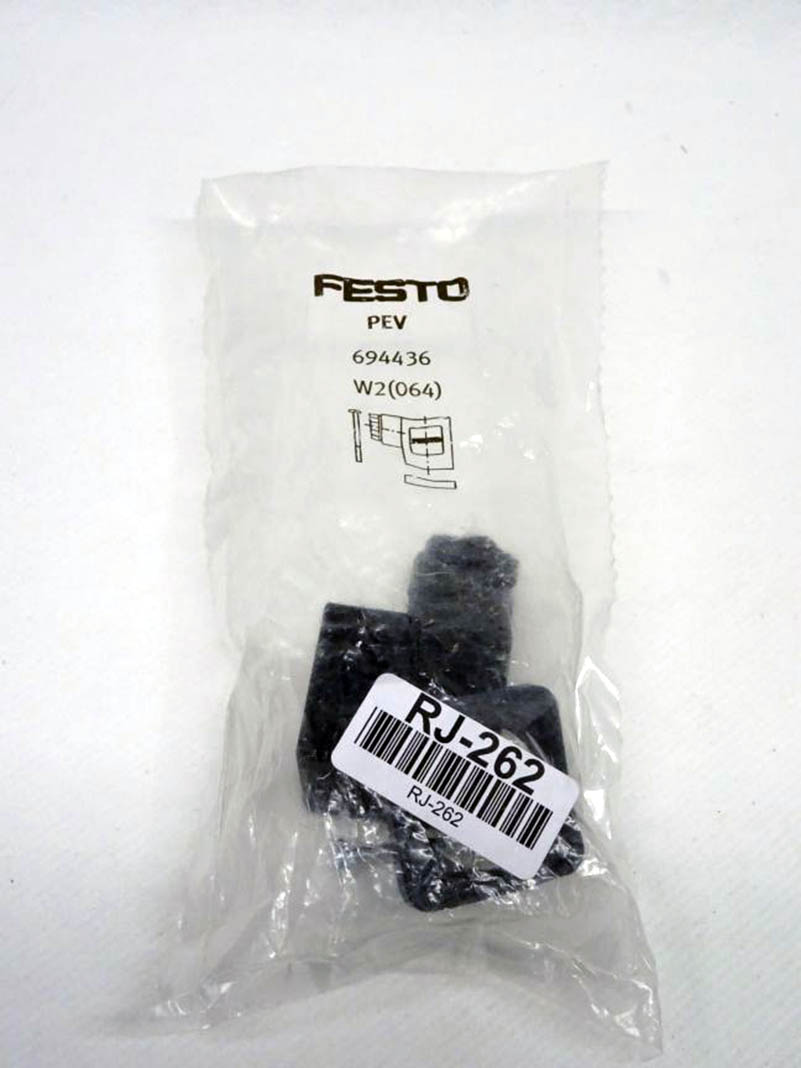 FESTO
PEV
694436
W2(064)
RJ-262
RJ-262